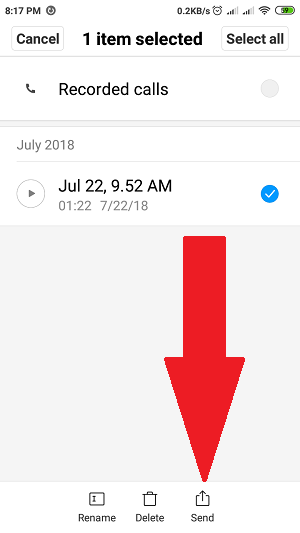 8:17 PM 0.2KB/s 59
Cancel 1 item selected Select all
Recorded calls
July 2018
Jul 22, 9.52 AM
01:22 7/22/18
Rename Delete Send